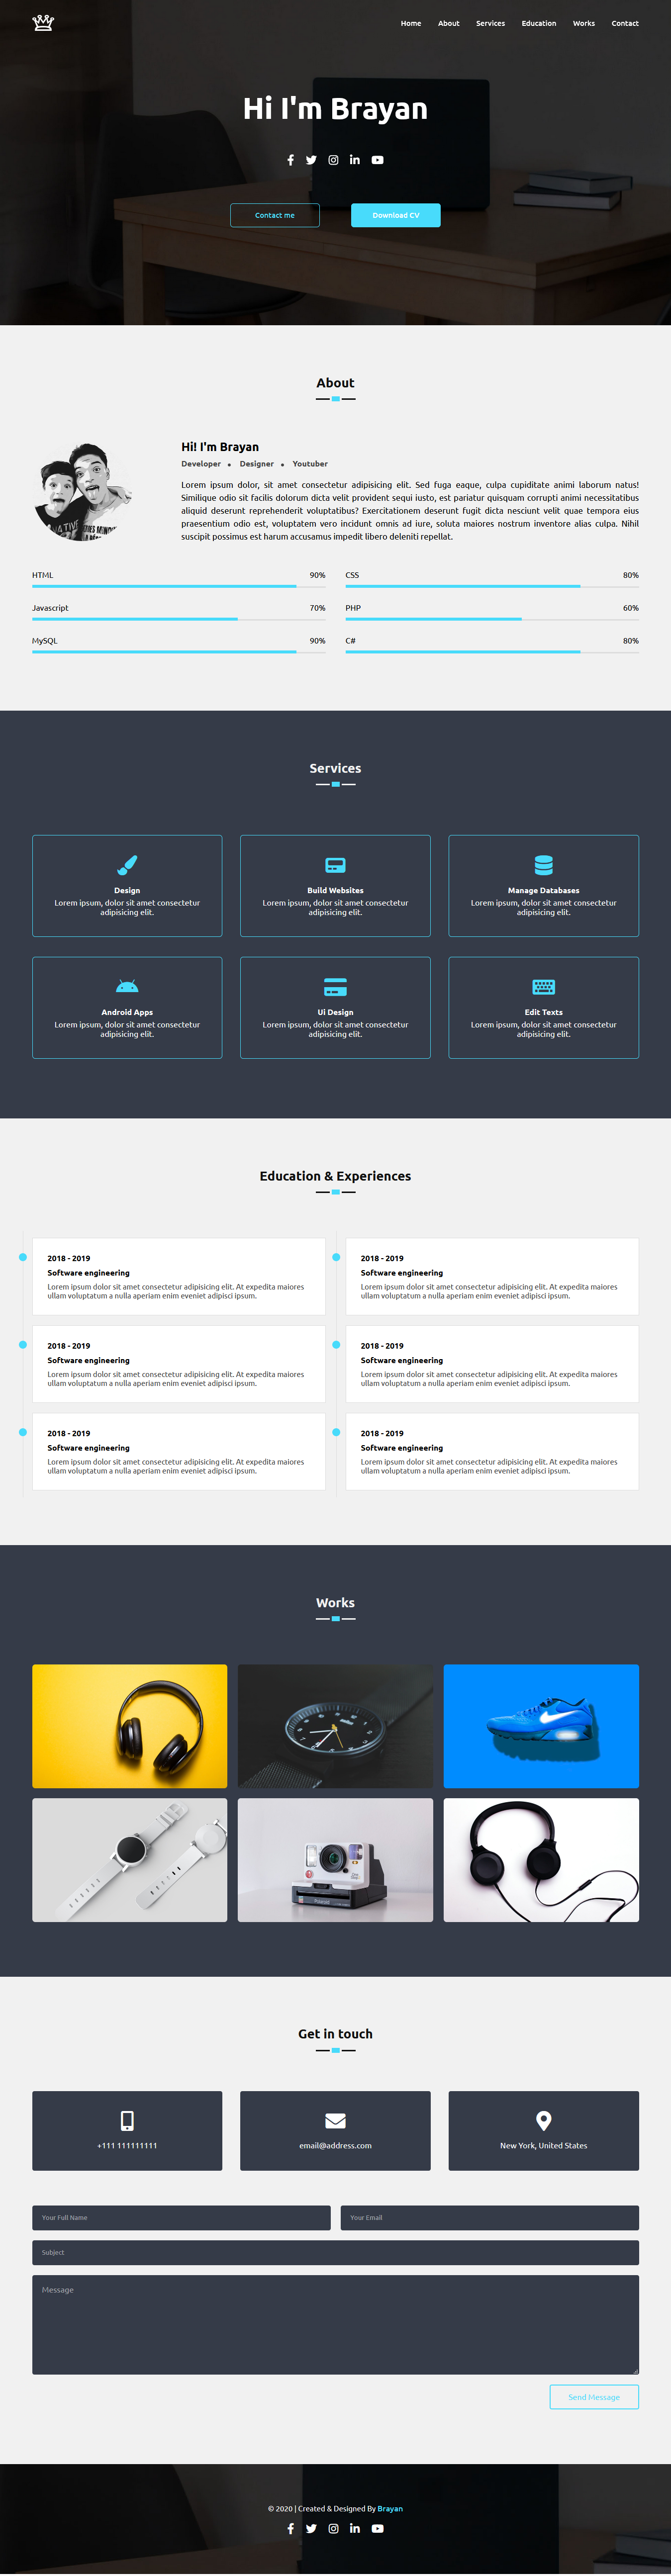 Home About Services Education Works Contact
Hi I'm Brayan
Contact me Download CV
About
Hi! I'm Brayan
Developer • Designer • Youtuber
Lorem ipsum dolor, sit amet consectetur adipisicing elit. Sed fuga eaque, culpa cupiditate animi laborum natus!
Similique odio sit facilis dolorum dicta velit provident sequi iusto, est pariatur quisquam corrupti animi necessitatibus
aliquid deserunt reprehenderit voluptatibus? Exercitationem deserunt fugit dicta nesciunt velit quae tempora eius
praesentium odio est, voluptatem vero incidunt omnis ad iure, soluta maiores nostrum inventore alias culpa. Nihil
suscipit possimus est harum accusamus impedit libero deleniti repellat.
HTML 90% CSS 80%
Javascript 70% PHP 60%
MySQL 90% C# 80%
Services
Design Build Websites Manage Databases
Lorem ipsum, dolor sit amet consectetur Lorem ipsum, dolor sit amet consectetur Lorem ipsum, dolor sit amet consectetur
adipisicing elit. adipisicing elit. adipisicing elit.
Android Apps Ui Design Edit Texts
Lorem ipsum, dolor sit amet consectetur Lorem ipsum, dolor sit amet consectetur Lorem ipsum, dolor sit amet consectetur
adipisicing elit. adipisicing elit. adipisicing elit.
Education & Experiences
2018 - 2019 2018 - 2019
Software engineering Software engineering
Lorem ipsum dolor sit amet consectetur adipisicing elit. At expedita maiores Lorem ipsum dolor sit amet consectetur adipisicing elit. At expedita maiores
ullam voluptatum a nulla aperiam enim eveniet adipisci ipsum. ullam voluptatum a nulla aperiam enim eveniet adipisci ipsum.
2018 - 2019 2018 - 2019
Software engineering Software engineering
Lorem ipsum dolor sit amet consectetur adipisicing elit. At expedita maiores Lorem ipsum dolor sit amet consectetur adipisicing elit. At expedita maiores
ullam voluptatum a nulla aperiam enim eveniet adipisci ipsum. ullam voluptatum a nulla aperiam enim eveniet adipisci ipsum.
2018 - 2019 2018 - 2019
Software engineering Software engineering
Lorem ipsum dolor sit amet consectetur adipisicing elit. At expedita maiores Lorem ipsum dolor sit amet consectetur adipisicing elit. At expedita maiores
ullam voluptatum a nulla aperiam enim eveniet adipisci ipsum. ullam voluptatum a nulla aperiam enim eveniet adipisci ipsum.
Works
Get in touch
+111 111111111 email@address.com New York, United States
Your Full Name Your Email
Subject
Message
Send Message
© 2020 | Created & Designed By Brayan